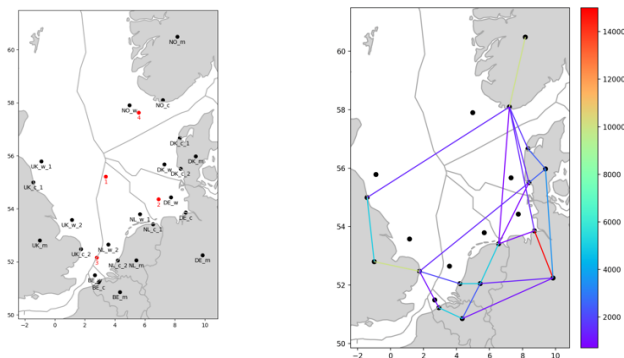 60
58
56
54
52
50
-2
0
2
4
6
8
10
NO_m
NO_w
NO_c
4
DK_c_1
DK_m
DK_w
DK_c_2
UK_w_1
UK_c_1
1
2
DE_w
DE_c
NL_w_1
NL_c_1
UK_w_2
UK_m
UK_c_2
NL_w_2
3
NL_c_2
NL_m
DE_m
BE_w
BE_c
BE_m
60
58
56
54
52
50
-2
0
2
4
6
8
10
14000
12000
10000
8000
6000
4000
2000